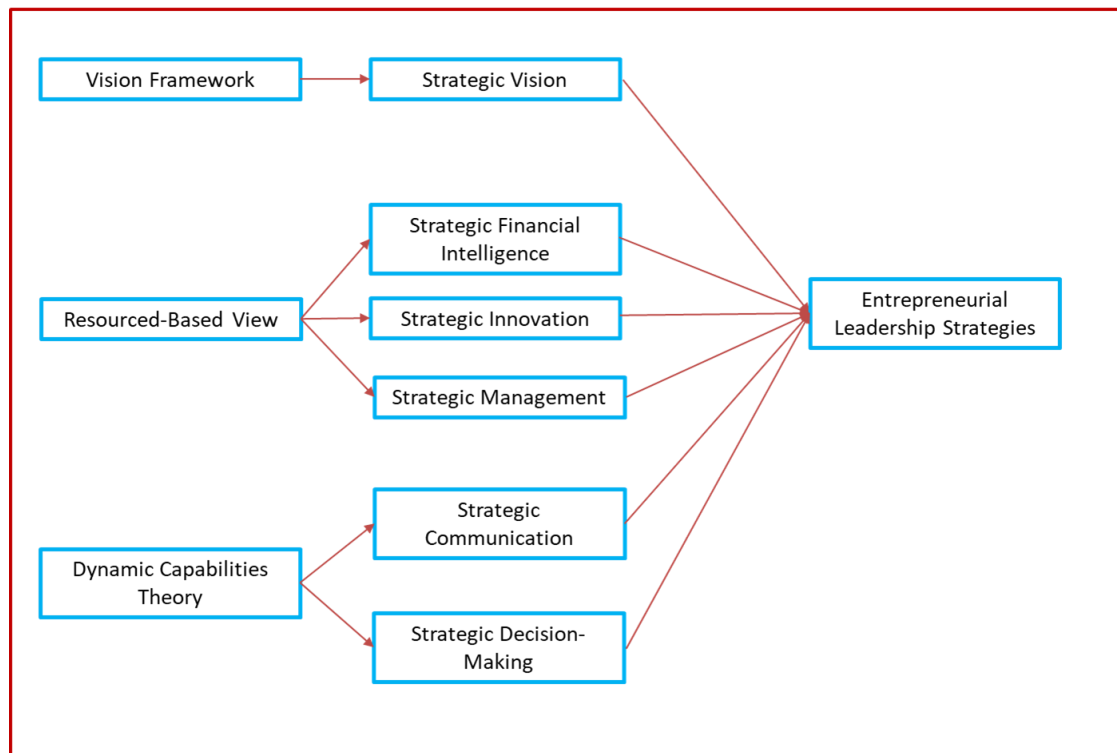 Vision Framework
Strategic Vision
Strategic Financial
Intelligence
Resourced-Based View
Strategic Innovation
Entrepreneurial
Leadership Strategies
Strategic Management
Strategic
Communication
Dynamic Capabilities
Theory
Strategic Decision-
Making